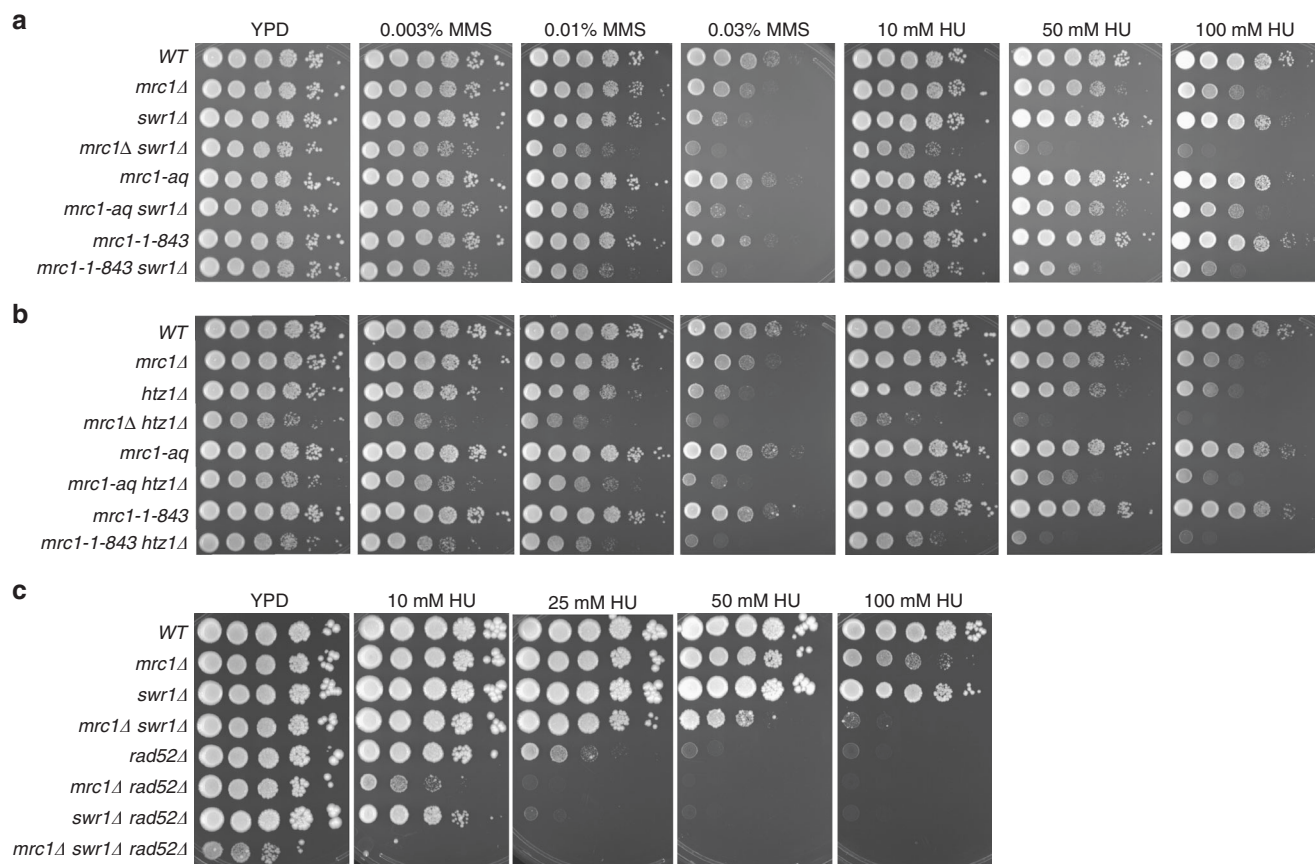 a
YPD 0.003% MMS 0.01% MMS 0.03% MMS 10 mM HU 50 mM HU 100 mM HU
WT
mrc1Δ
swr1Δ
mrc1Δ swr1Δ
mrc1-aq
mrc1-aq swr1Δ
mrc1-1-843
mrc1-1-843 swr1Δ
b
WT
mrc1Δ
htz1Δ
mrc1Δ htz1Δ
mrc1-aq
mrc1-aq htz1Δ
mrc1-1-843
mrc1-1-843 htz1Δ
c
YPD 10 mM HU 25 mM HU 50 mM HU 100 mM HU
WT
mrc1Δ
swr1Δ
mrc1Δ swr1Δ
rad52Δ
mrc1Δ rad52Δ
swr1Δ rad52Δ
mrc1Δ swr1Δ rad52Δ